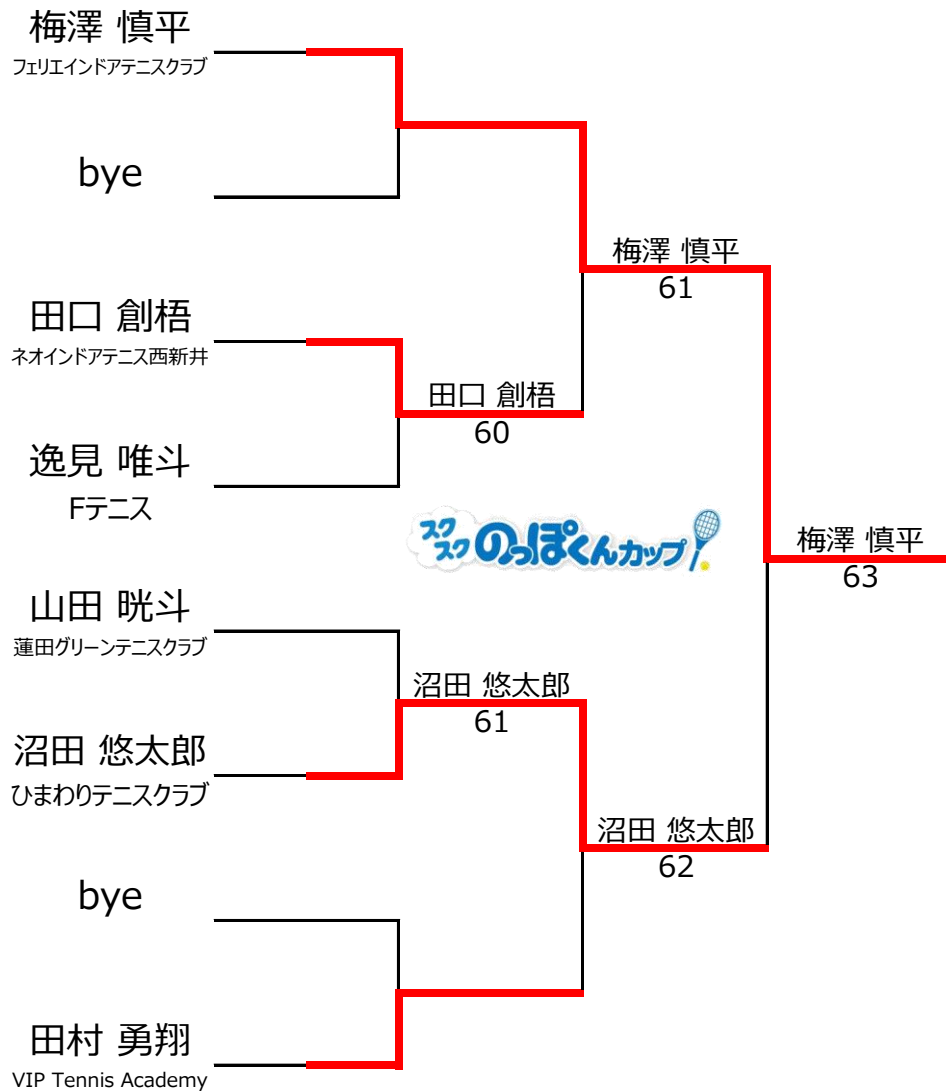 梅澤 慎平
フェリエインドアテニスクラブ
bye
梅澤 慎平
61
田口 創梧
ネオインドアテニス西新井
田口 創梧
60
逸見 唯斗
Fテニス
スクスク のっぽくんカップ
梅澤 慎平
63
山田 晄斗
蓮田グリーンテニスクラブ
沼田 悠太郎
61
沼田 悠太郎
ひまわりテニスクラブ
沼田 悠太郎
62
bye
田村 勇翔
VIP Tennis Academy